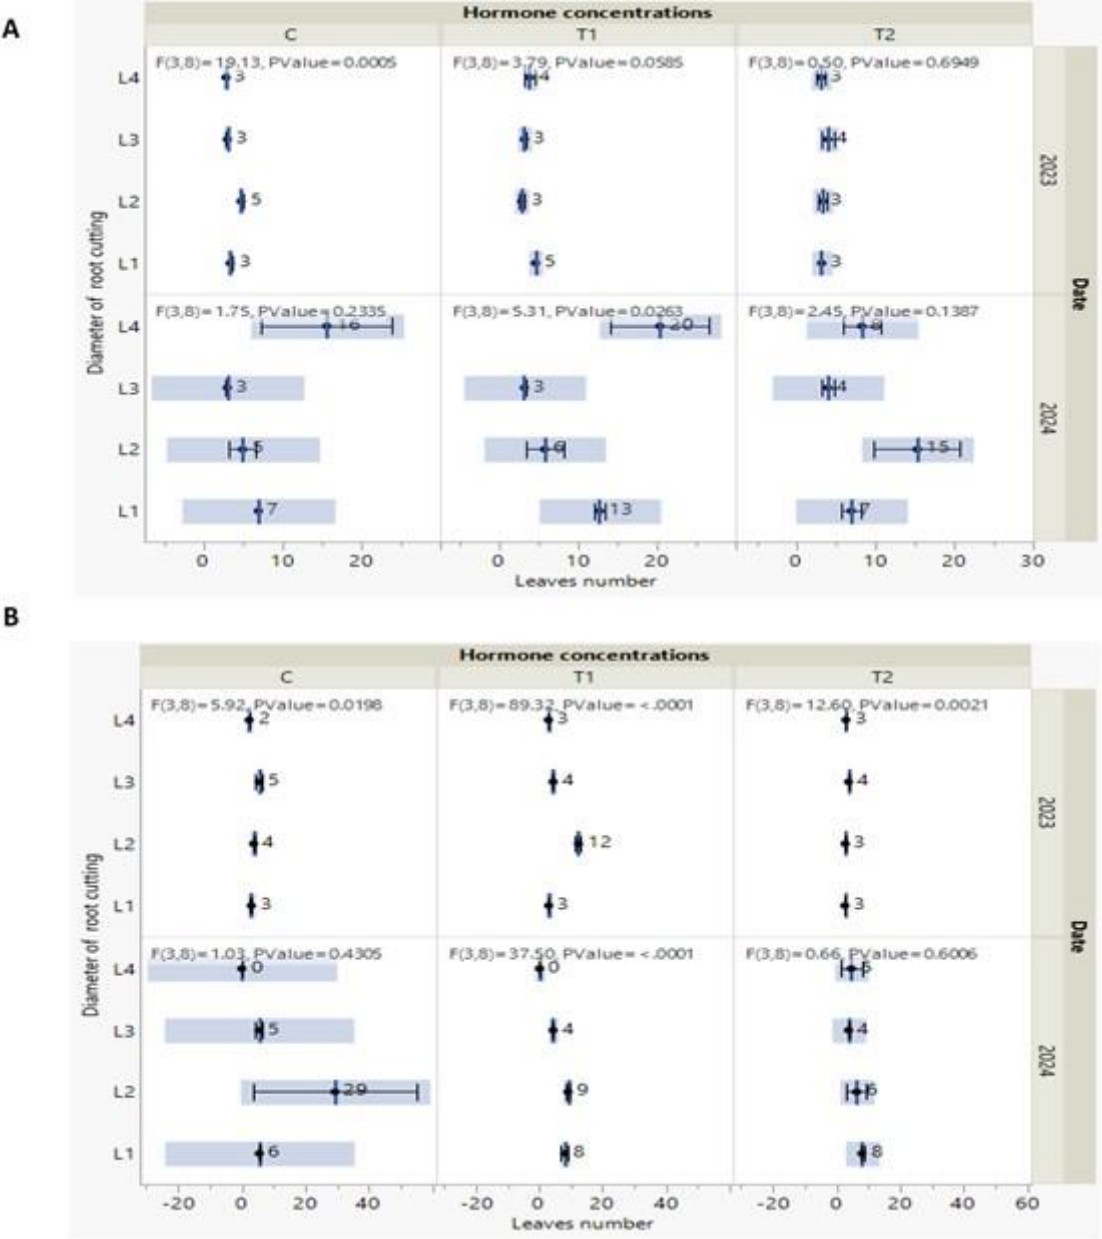 A
Hormone concentrations
C T1 T2
F(3,8)=19.13, PValue=0.0005 F(3,8)=3.79, PValue=0.0585 F(3,8)=0.50, PValue=0.6949
L4 3 4 3
L3 3 3 4
L2 5 3 3
L1 3 5 3
2023
F(3,8)=1.75, PValue=0.2335 F(3,8)=5.31, PValue=0.0263 F(3,8)=2.45, PValue=0.1387
L4 16 20 8
L3 3 3 4
L2 5 6 15
L1 7 13 7
2024
Diameter of root cutting
Date
0 10 20 0 10 20 0 10 20 30
Leaves number
B
Hormone concentrations
C T1 T2
F(3,8)=5.92, PValue=0.0198 F(3,8)=89.32, PValue=<.0001 F(3,8)=12.60, PValue=0.0021
L4 2 3 3
L3 5 4 4
L2 4 12 3
L1 3 3 3
2023
F(3,8)=1.03, PValue=0.4305 F(3,8)=37.50, PValue=<.0001 F(3,8)=0.66, PValue=0.6006
L4 0 0 5
L3 5 4 4
L2 29 9 6
L1 6 8 8
2024
Diameter of root cutting
Date
-20 0 20 40 -20 0 20 40 -20 0 20 40 60
Leaves number